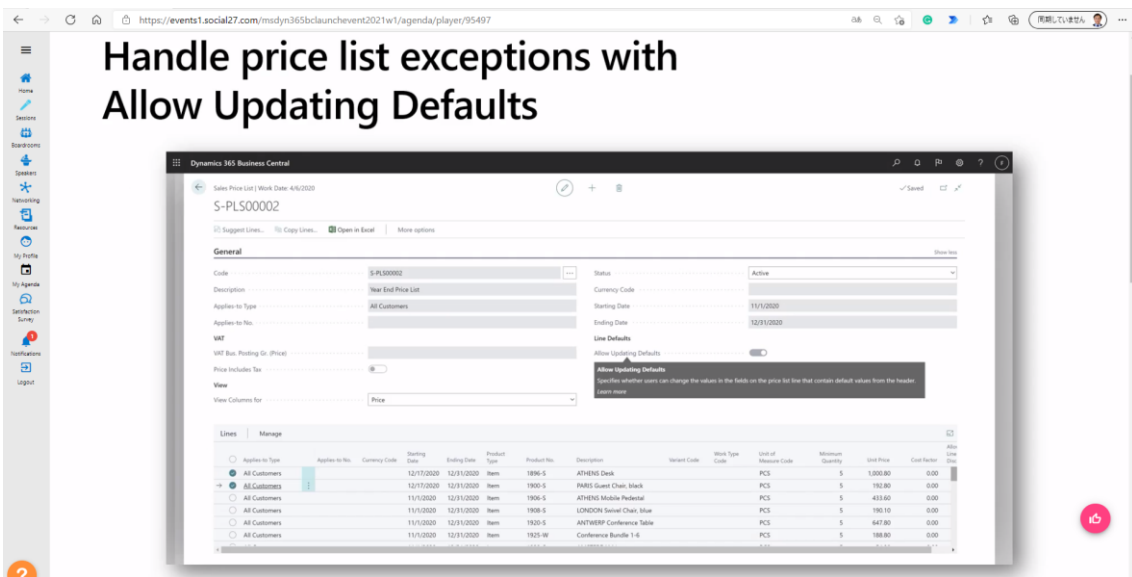 https://events1.social27.com/msdyn365bclaunchevent2021w1/agenda/player/95497
同期していません
Home
Sessions
Boardrooms
Speakers
Networking
Resources
My Profile
My Agenda
Satisfaction
Survey
1
Notifications
Logout
Handle price list exceptions with
Allow Updating Defaults
Dynamics 365 Business Central
Sales Price List | Work Date: 4/6/2020
Saved
S-PLS00002
Suggest Lines... Copy Lines... Open in Excel More options
General Show less
Code S-PLS00002 Status Active
Description Year End Price List Currency Code
Applies-to Type All Customers Starting Date 11/1/2020
Applies-to No. Ending Date 12/31/2020
VAT Line Defaults
VAT Bus. Posting Gr. (Price) Allow Updating Defaults
Price Includes Tax
Allow Updating Defaults
Specifies whether users can change the values in the fields on the price list line that contain default values from the header.
Learn more
View
View Columns for Price
Lines Manage
Applies-to Type Applies-to No. Currency Code Starting Date Ending Date Product Type Product No. Description Variant Code Work Type Code Unit of Measure Code Minimum Quantity Unit Price Cost Factor
All Customers 12/17/2020 12/31/2020 Item 1896-S ATHENS Desk PCS 5 1,000.80 0.00
All Customers 12/17/2020 12/31/2020 Item 1900-S PARIS Guest Chair, black PCS 5 192.80 0.00
All Customers 11/1/2020 12/31/2020 Item 1906-S ATHENS Mobile Pedestal PCS 5 433.60 0.00
All Customers 11/1/2020 12/31/2020 Item 1908-S LONDON Swivel Chair, blue PCS 5 190.10 0.00
All Customers 11/1/2020 12/31/2020 Item 1920-S ANTWERP Conference Table PCS 5 647.80 0.00
All Customers 11/1/2020 12/31/2020 Item 1925-W Conference Bundle 1-6 PCS 5 188.80 0.00